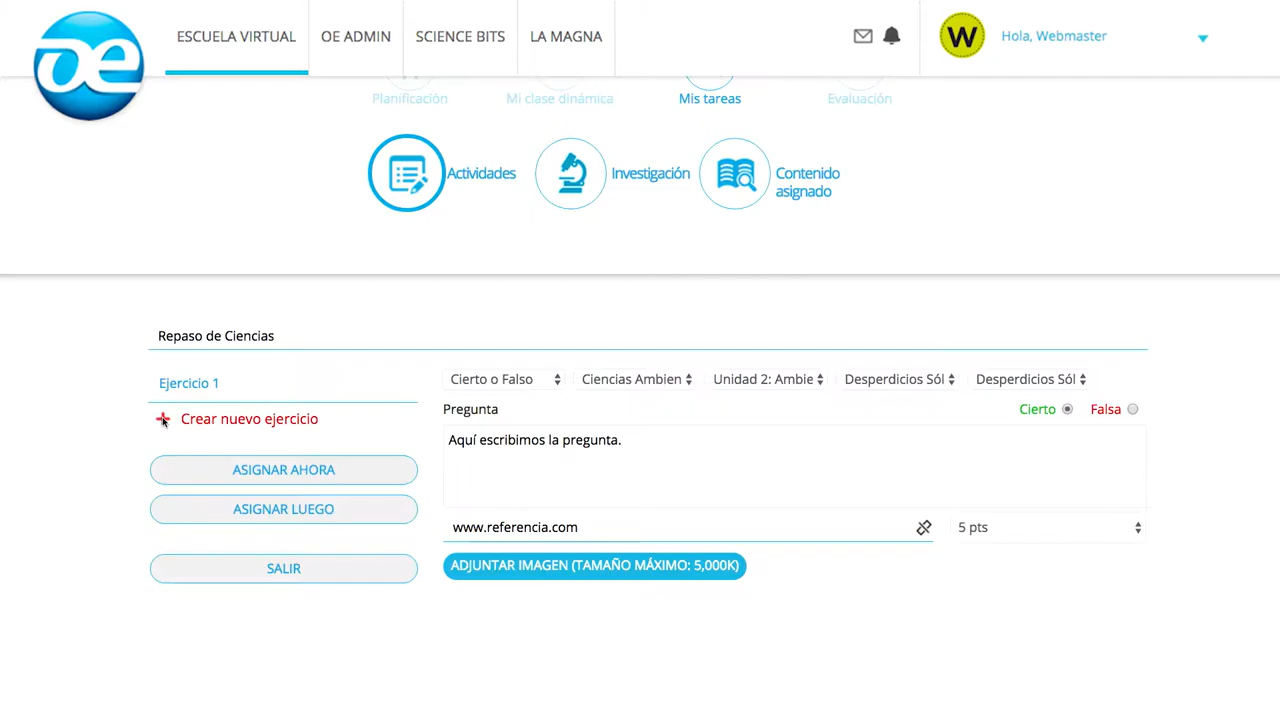 ESCUELA VIRTUAL
OE ADMIN
SCIENCE BITS
LA MAGNA
W
Hola, Webmaster
oe
Planificación
Mi clase dinámica
Mis tareas
Evaluación
Actividades
Investigación
Contenido
asignado
Repaso de Ciencias
Ejercicio 1
Crear nuevo ejercicio
ASIGNAR AHORA
ASIGNAR LUEGO
SALIR
Cierto o Falso
Ciencias Ambien
Unidad 2: Ambie
Desperdicios Sól
Desperdicios Sól
Pregunta
Cierto
Falsa
Aquí escribimos la pregunta.
www.referencia.com
5 pts
ADJUNTAR IMAGEN (TAMAÑO MÁXIMO: 5,000K)